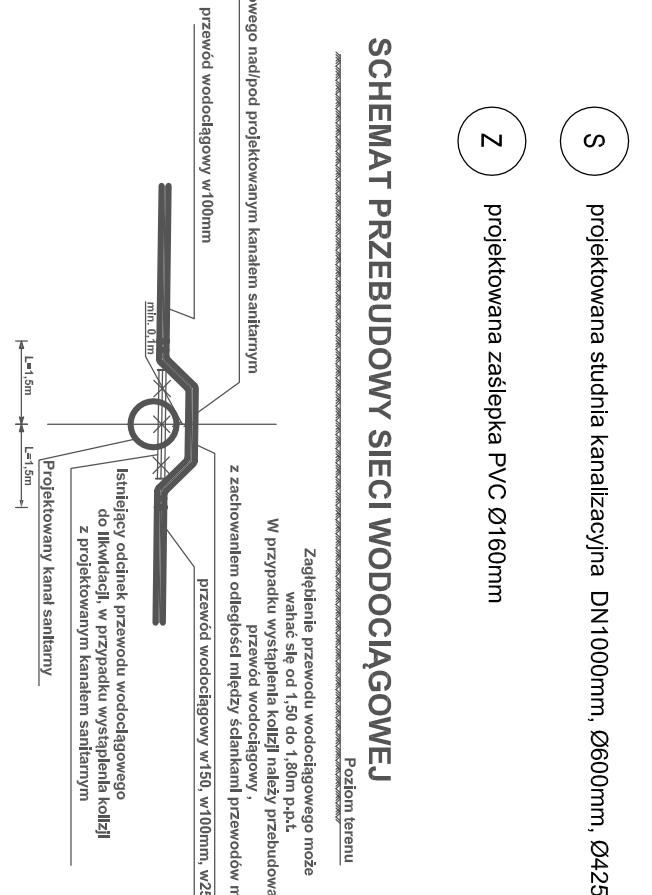 S
projektowana studnia kanalizacyjna DN1000mm, Ø600mm, Ø425
Z
projektowana zaślepka PVC Ø160mm
SCHEMAT PRZEBUDOWY SIECI WODOCIĄGOWEJ
Poziom terenu
Zagłębienie przewodu wodociągowego może
wahać się od 1,50 do 1,80m p.p.t.
W przypadku wystąpienia kolizji należy przebudowa
przewód wodociągowy ,
z zachowaniem odległości między ściankami przewodów m
owego nad/pod projektowanym kanałem sanitarnym
przewód wodociągowy w100mm
przewód wodociągowy w150, w100mm, w25
min. 0,1m
Istniejący odcinek przewodu wodociągowego
do likwidacji, w przypadku wystąpienia kolizji
z projektowanym kanałem sanitarnym
Projektowany kanał sanitarny
L=1,5m
L=1,5m